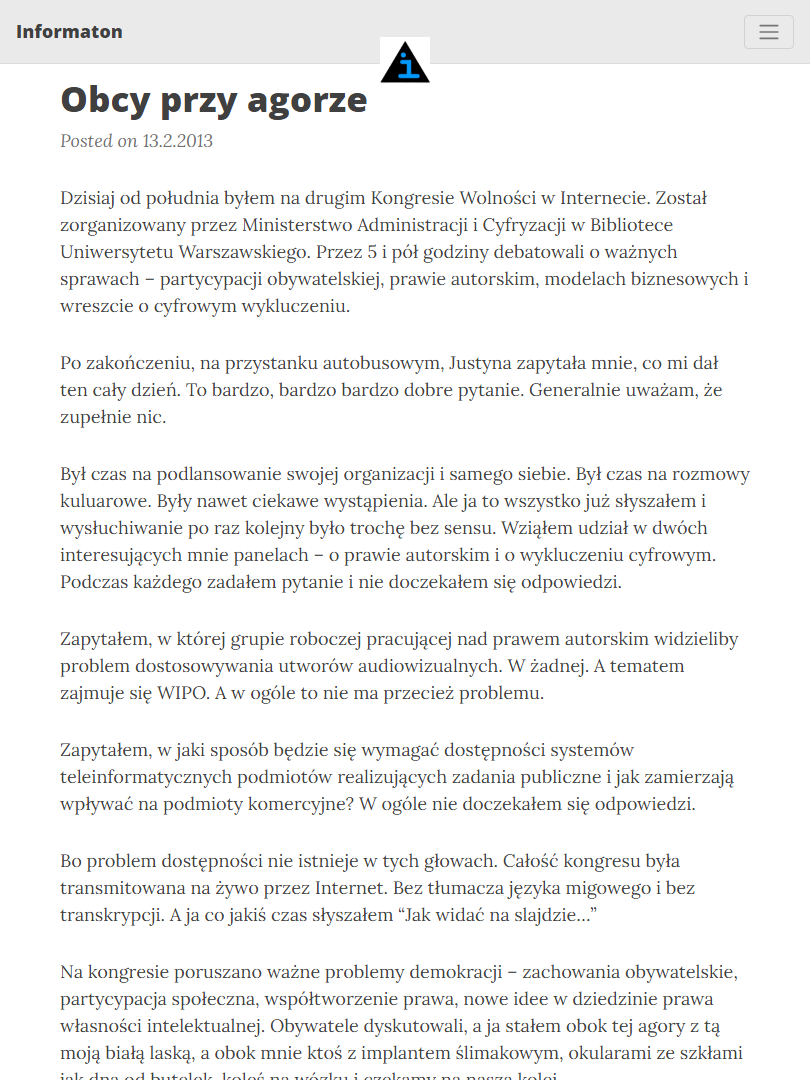 Informaton
i
Obcy przy agorze
Posted on 13.2.2013
Dzisiaj od południa byłem na drugim Kongresie Wolności w Internecie. Został
zorganizowany przez Ministerstwo Administracji i Cyfryzacji w Bibliotece
Uniwersytetu Warszawskiego. Przez 5 i pół godziny debatowali o ważnych
sprawach – partycypacji obywatelskiej, prawie autorskim, modelach biznesowych i
wreszcie o cyfrowym wykluczeniu.
Po zakończeniu, na przystanku autobusowym, Justyna zapytała mnie, co mi dał
ten cały dzień. To bardzo, bardzo bardzo dobre pytanie. Generalnie uważam, że
zupełnie nic.
Był czas na podlansowanie swojej organizacji i samego siebie. Był czas na rozmowy
kuluarowe. Były nawet ciekawe wystąpienia. Ale ja to wszystko już słyszałem i
wysłuchiwanie po raz kolejny było trochę bez sensu. Wziąłem udział w dwóch
interesujących mnie panelach – o prawie autorskim i o wykluczeniu cyfrowym.
Podczas każdego zadałem pytanie i nie doczekałem się odpowiedzi.
Zapytałem, w której grupie roboczej pracującej nad prawem autorskim widzieliby
problem dostosowywania utworów audiowizualnych. W żadnej. A tematem
zajmuje się WIPO. A w ogóle to nie ma przecież problemu.
Zapytałem, w jaki sposób będzie się wymagać dostępności systemów
teleinformatycznych podmiotów realizujących zadania publiczne i jak zamierzają
wpływać na podmioty komercyjne? W ogóle nie doczekałem się odpowiedzi.
Bo problem dostępności nie istnieje w tych głowach. Całość kongresu była
transmitowana na żywo przez Internet. Bez tłumacza języka migowego i bez
transkrypcji. A ja co jakiś czas słyszałem “Jak widać na slajdzie…”
Na kongresie poruszano ważne problemy demokracji – zachowania obywatelskie,
partycypacja społeczna, współtworzenie prawa, nowe idee w dziedzinie prawa
własności intelektualnej. Obywatele dyskutowali, a ja stałem obok tej agory z tą
moją białą laską, a obok mnie ktoś z implantem ślimakowym, okularami ze szkłami
jak dna od butelek, koleś na wózku i czekamy na naszą kolej